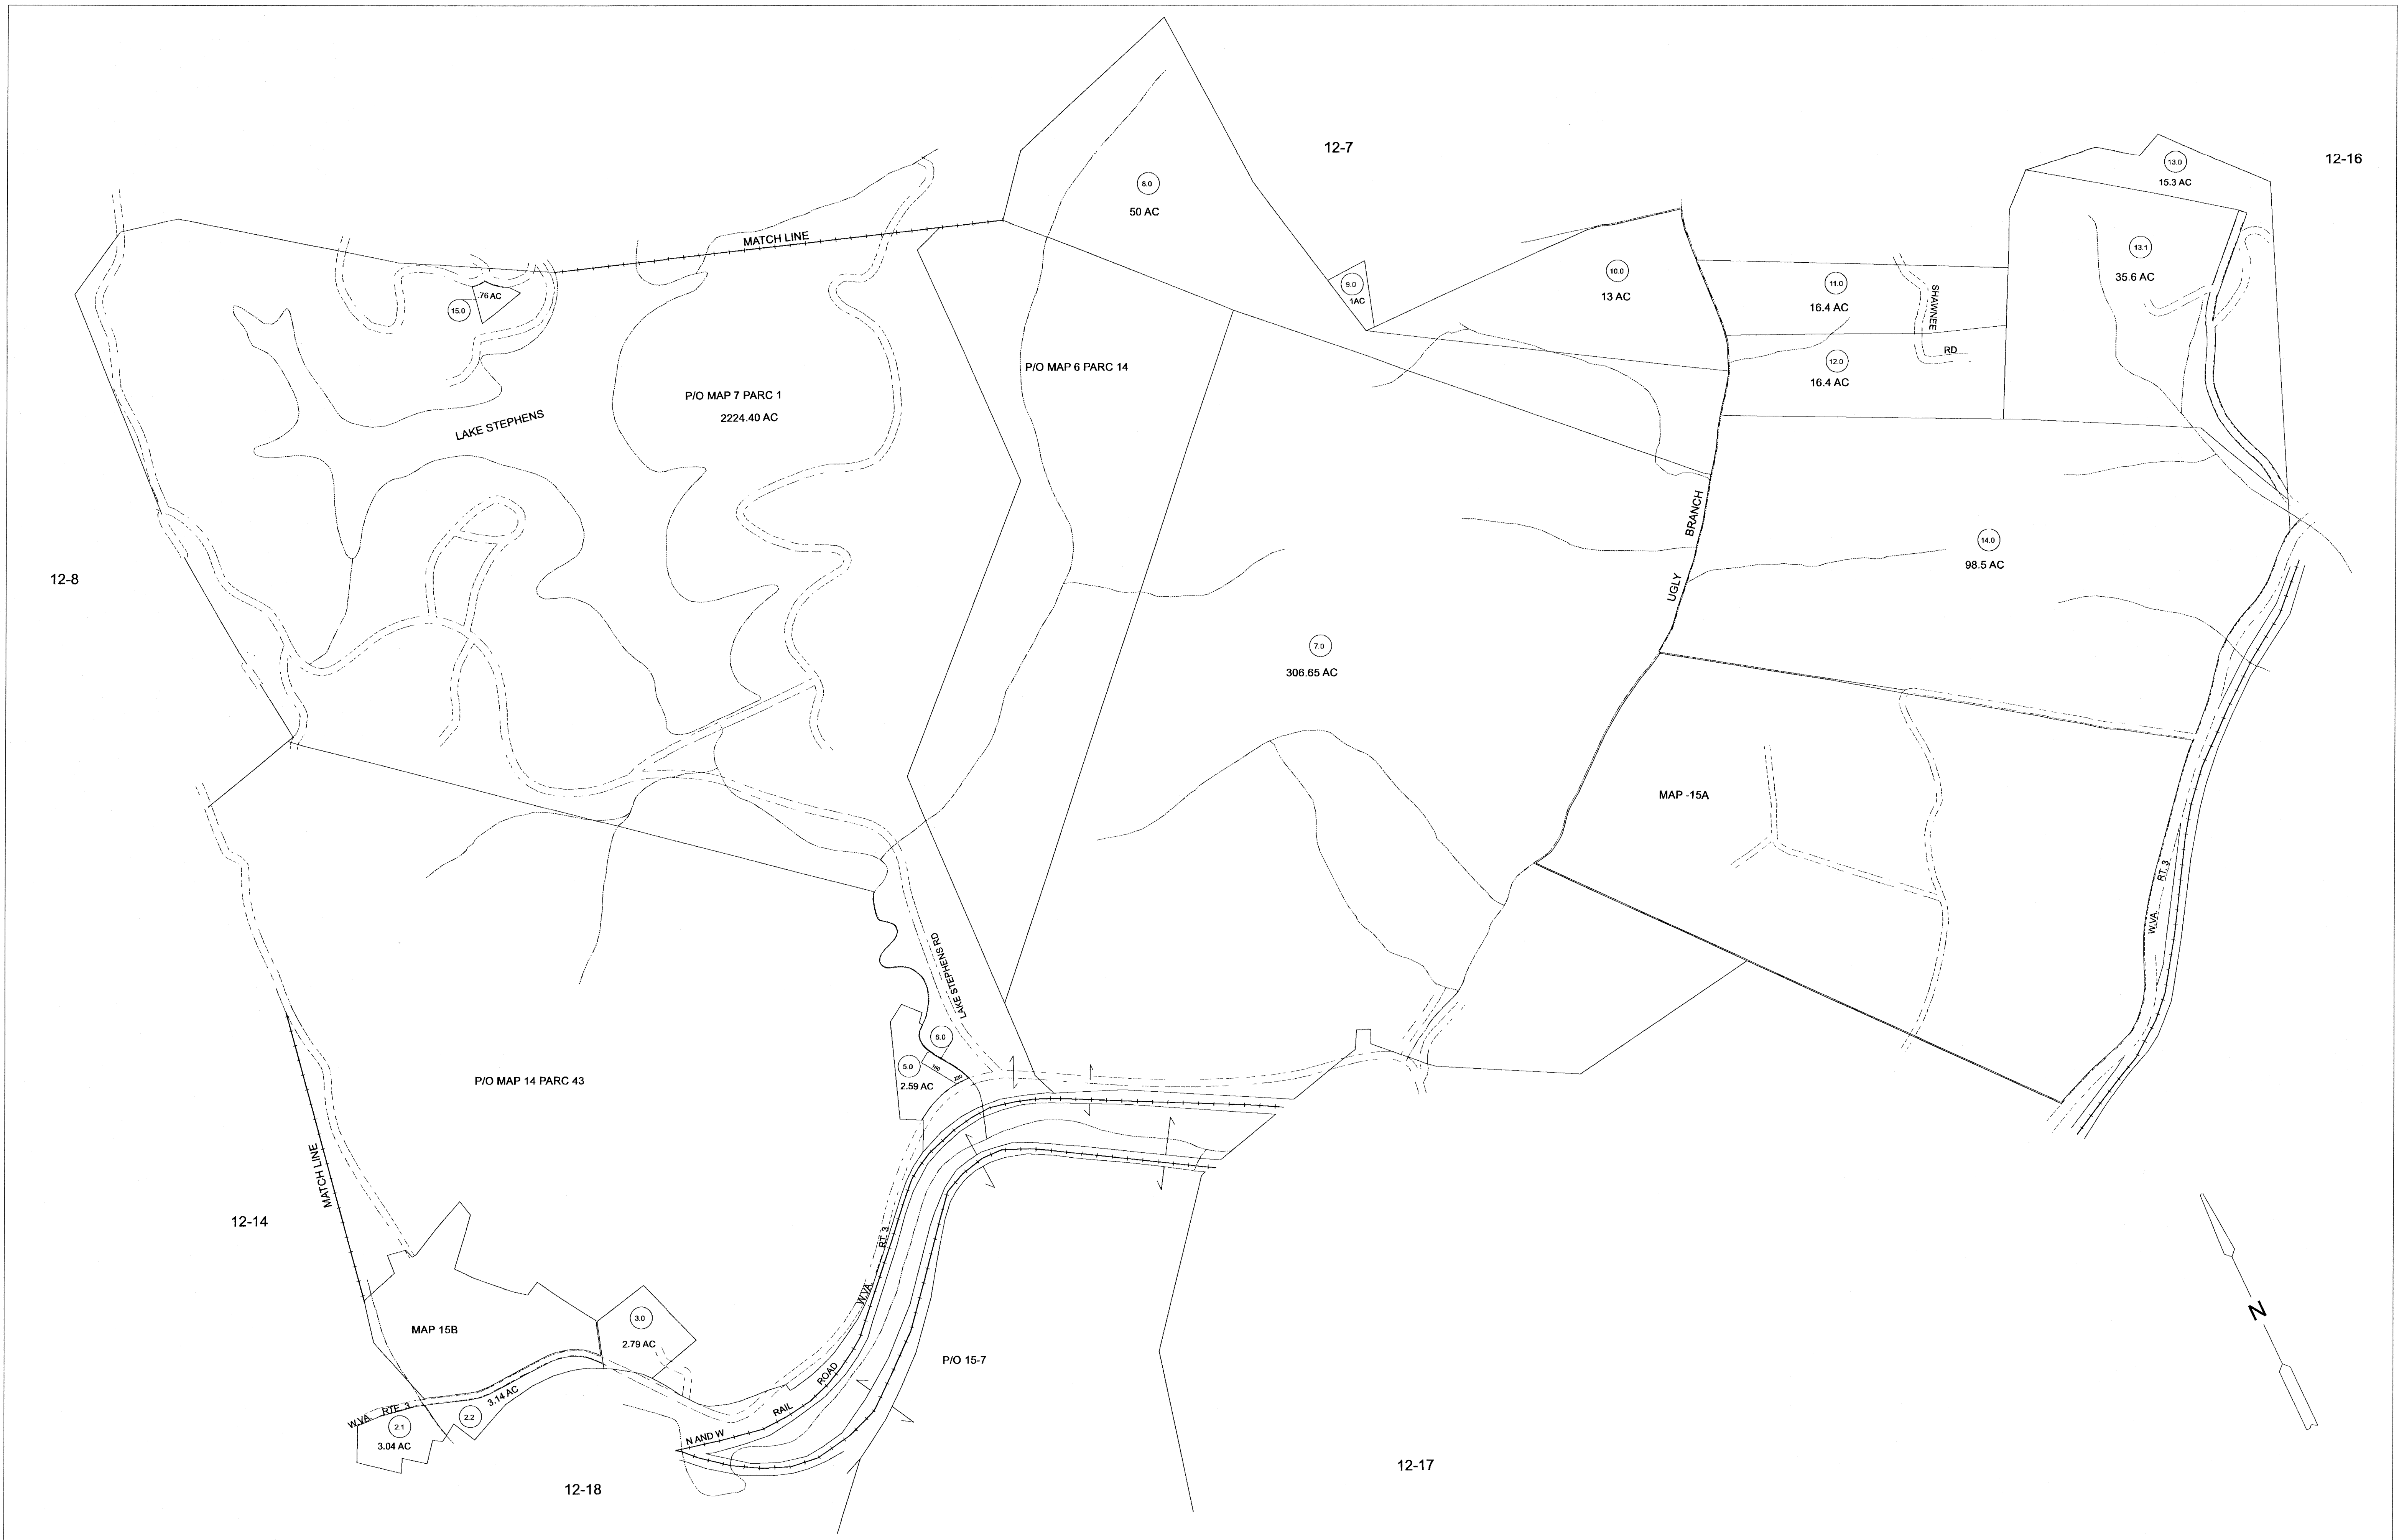 12-7
12-16
13.0
15.3 AC
8.0
50 AC
MATCH LINE
13.1
35.6 AC
10.0
13 AC
9.0
1AC
11.0
16.4 AC
SHAWNEE
RD
12.0
16.4 AC
.76 AC
15.0
P/O MAP 6 PARC 14
P/O MAP 7 PARC 1
2224.40 AC
LAKE STEPHENS
UGLY BRANCH
14.0
98.5 AC
12-8
7.0
306.65 AC
MAP -15A
W.VA. RT. 3
LAKE STEPHENS RD
6.0
5.0
2.59 AC
160
220
P/O MAP 14 PARC 43
MATCH LINE
12-14
W.VA. RT. 3
MAP 15B
3.0
2.79 AC
P/O 15-7
N AND W RAIL ROAD
W.VA. RTE. 3
2.1
3.04 AC
2.2
3.14 AC
12-18
12-17
N